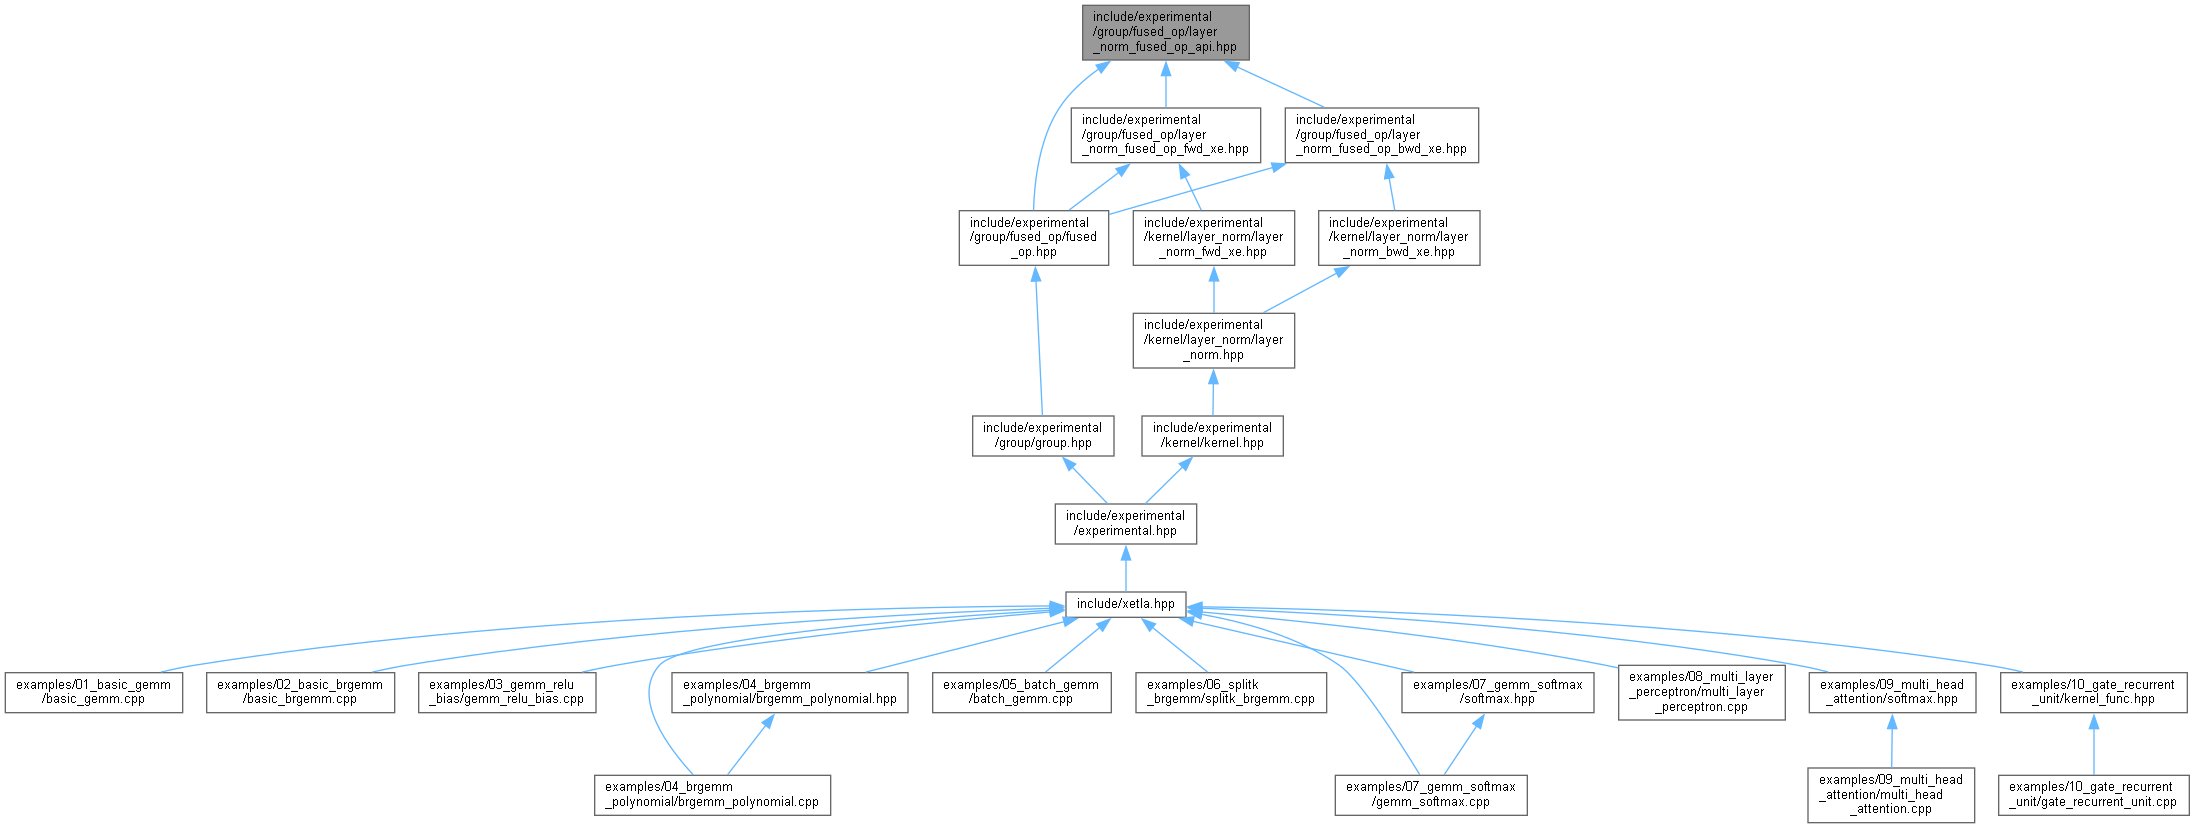 include/experimental
/group/fused_op/layer
_norm_fused_op_api.hpp
include/experimental
/group/fused_op/layer
_norm_fused_op_fwd_xe.hpp
include/experimental
/group/fused_op/layer
_norm_fused_op_bwd_xe.hpp
include/experimental
/group/fused_op/fused
_op.hpp
include/experimental
/kernel/layer_norm/layer
_norm_fwd_xe.hpp
include/experimental
/kernel/layer_norm/layer
_norm_bwd_xe.hpp
include/experimental
/kernel/layer_norm/layer
_norm.hpp
include/experimental
/group/group.hpp
include/experimental
/kernel/kernel.hpp
include/experimental
/experimental.hpp
include/xetla.hpp
examples/01_basic_gemm
/basic_gemm.cpp
examples/02_basic_brgemm
/basic_brgemm.cpp
examples/03_gemm_relu
_bias/gemm_relu_bias.cpp
examples/04_brgemm
_polynomial/brgemm_polynomial.hpp
examples/05_batch_gemm
/batch_gemm.cpp
examples/06_splitk
_brgemm/splitk_brgemm.cpp
examples/07_gemm_softmax
/softmax.hpp
examples/08_multi_layer
_perceptron/multi_layer
_perceptron.cpp
examples/09_multi_head
_attention/softmax.hpp
examples/10_gate_recurrent
_unit/kernel_func.hpp
examples/04_brgemm
_polynomial/brgemm_polynomial.cpp
examples/07_gemm_softmax
/gemm_softmax.cpp
examples/09_multi_head
_attention/multi_head
_attention.cpp
examples/10_gate_recurrent
_unit/gate_recurrent_unit.cpp